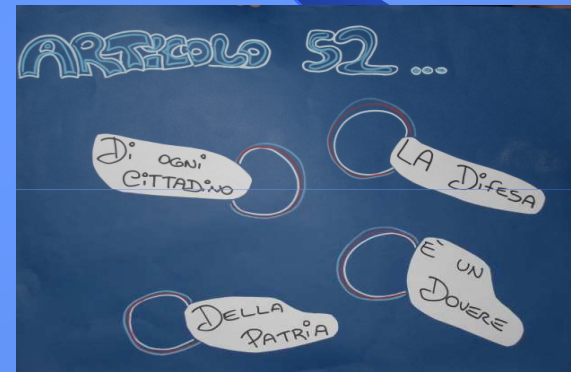 ARTICOLO 52 ...
Di OGNI
CiTTADiNO
LA DifESA
È UN
DOVERE
DELLA
PATRiA